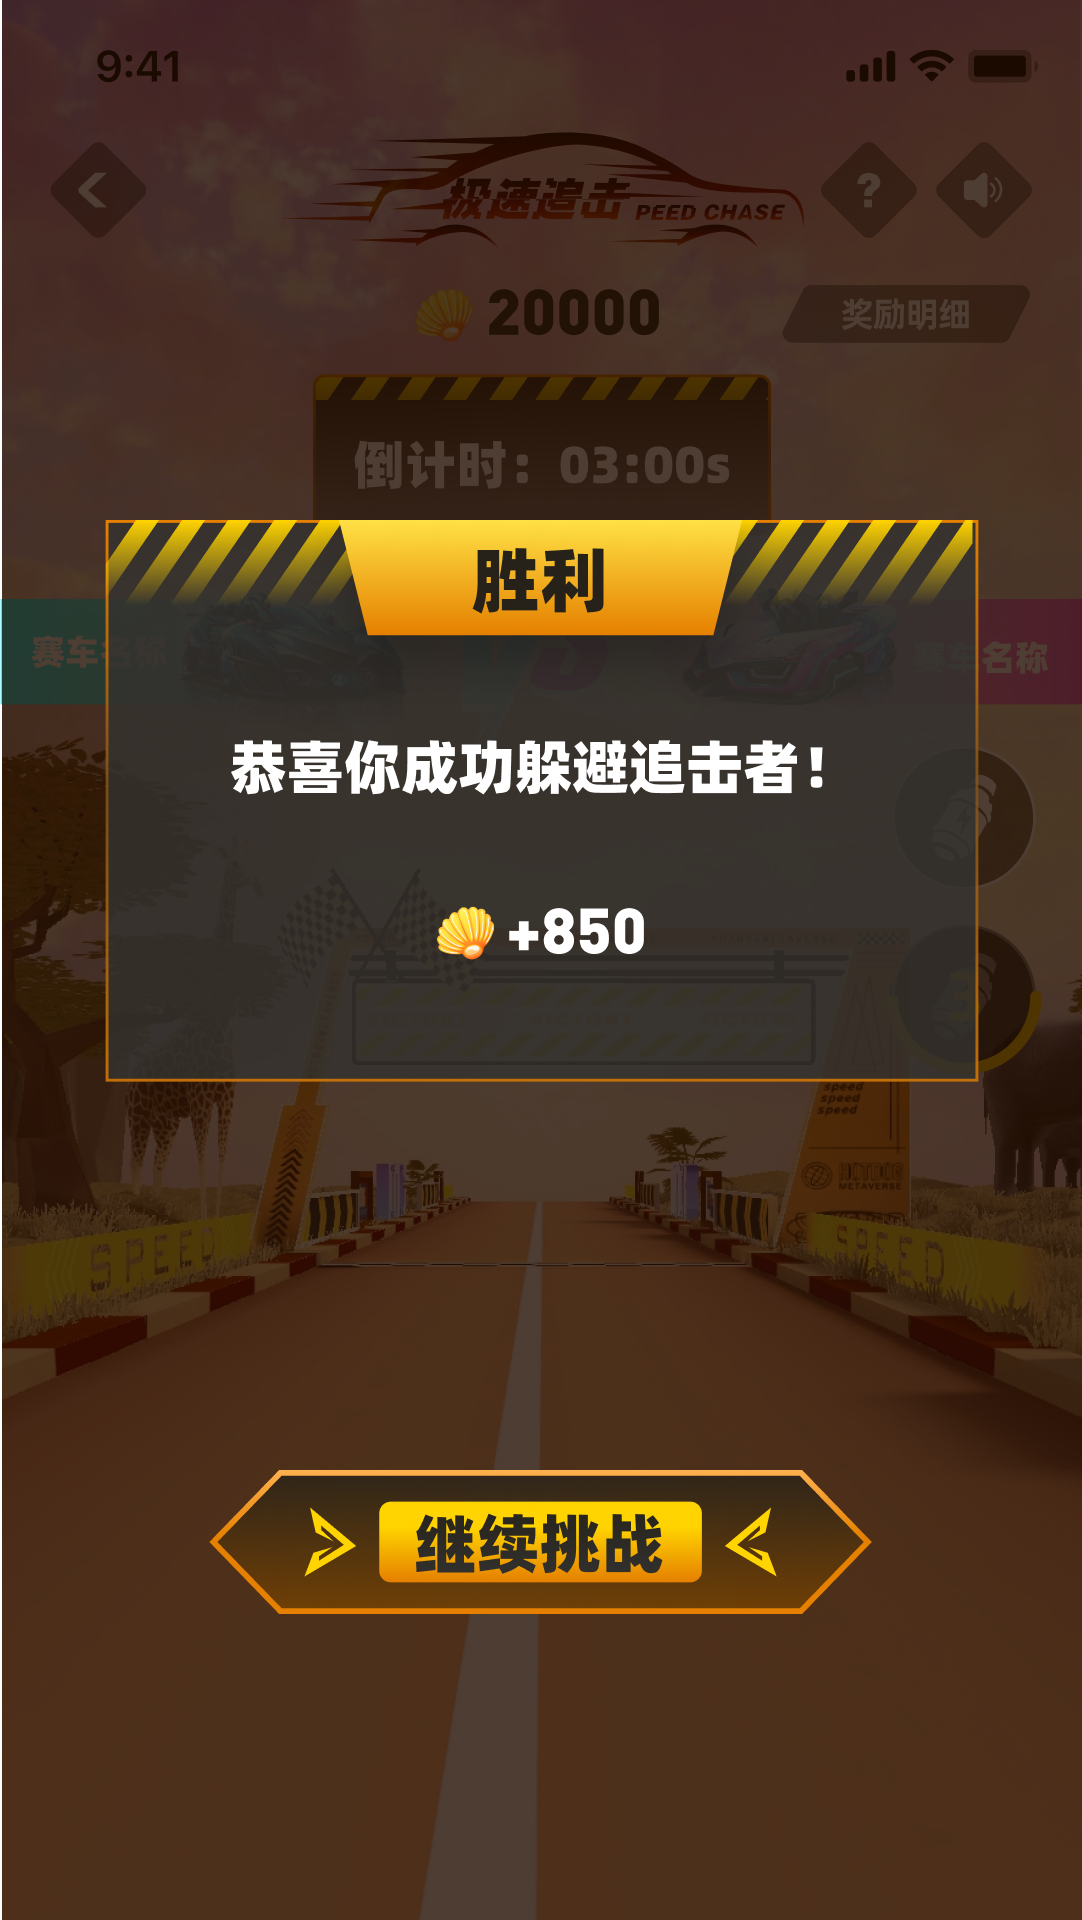 9:41
极速追击 PEED CHASE
?
20000
奖励明细
倒计时：03:00s
胜利
赛车名称
赛车名称
恭喜你成功躲避追击者！
+850
speed
speed
speed
METAVERSE
SPEED
SPEED
继续挑战